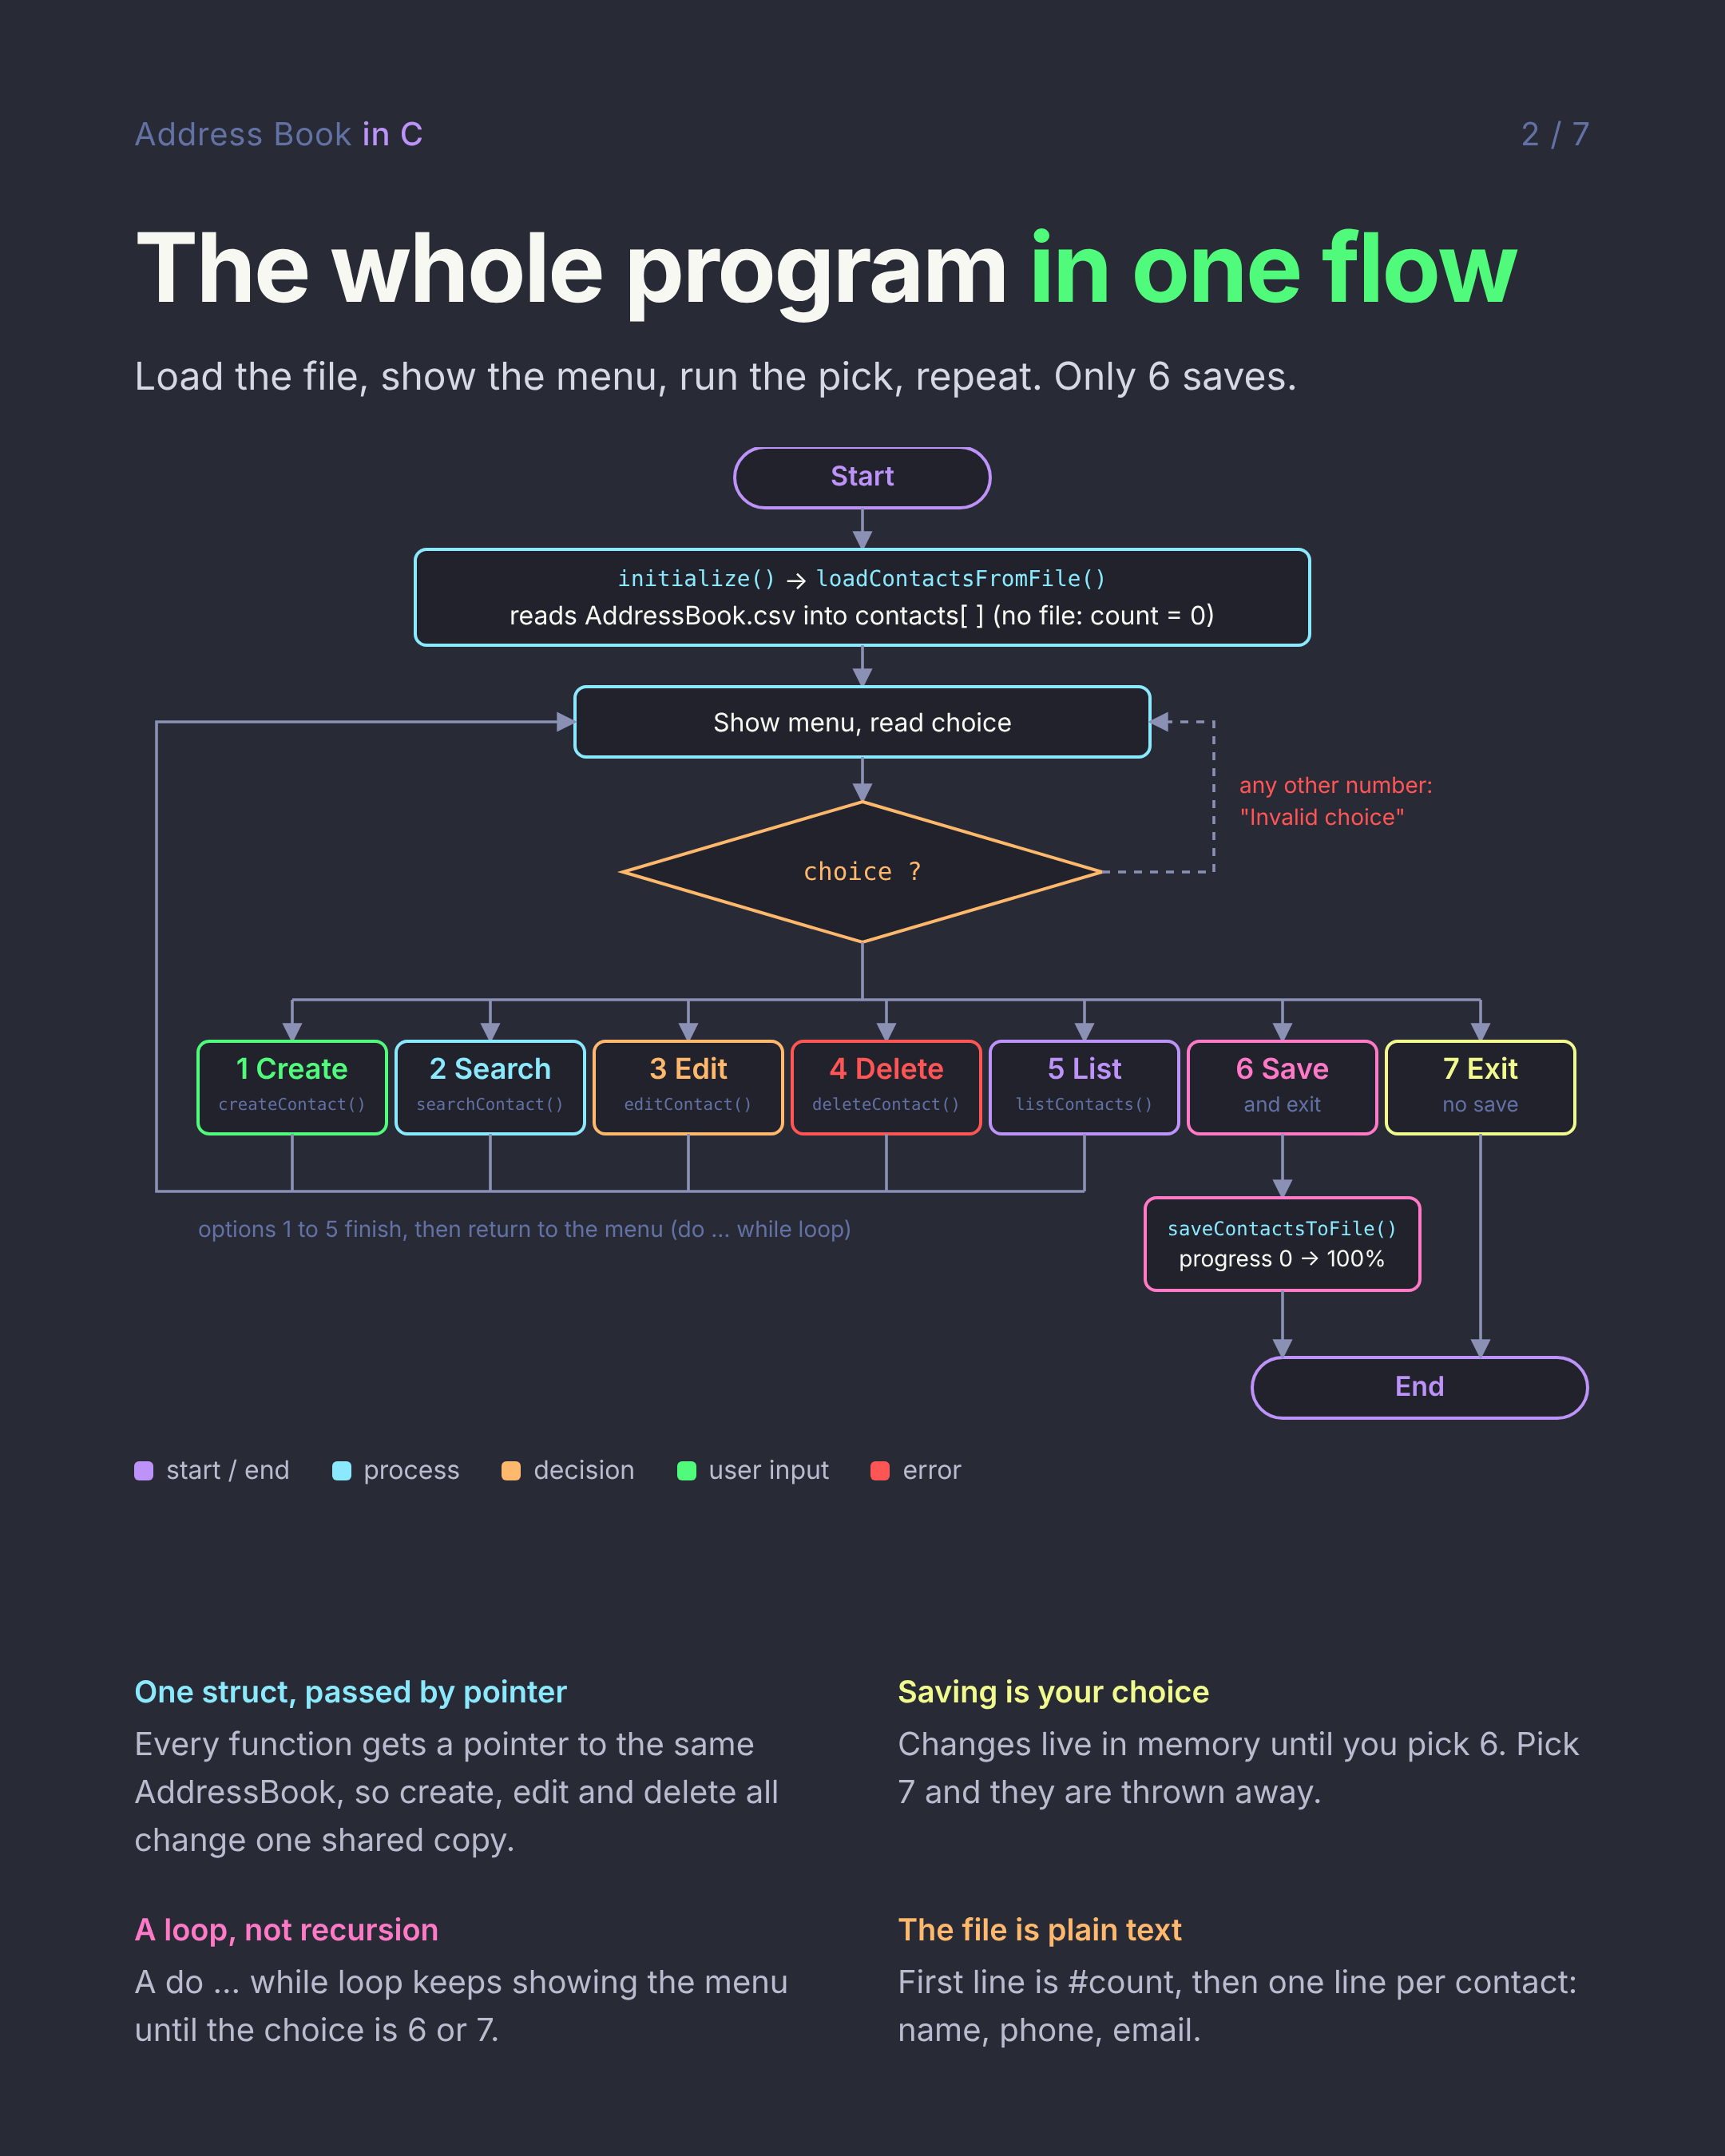 Address Book in C
2 / 7
The whole program in one flow
Load the file, show the menu, run the pick, repeat. Only 6 saves.
Start
initialize() → loadContactsFromFile()
reads AddressBook.csv into contacts[ ] (no file: count = 0)
Show menu, read choice
any other number:
"Invalid choice"
choice ?
1 Create
createContact()
2 Search
searchContact()
3 Edit
editContact()
4 Delete
deleteContact()
5 List
listContacts()
6 Save
and exit
7 Exit
no save
options 1 to 5 finish, then return to the menu (do ... while loop)
saveContactsToFile()
progress 0 → 100%
End
start / end
process
decision
user input
error
One struct, passed by pointer
Every function gets a pointer to the same
AddressBook, so create, edit and delete all
change one shared copy.
Saving is your choice
Changes live in memory until you pick 6. Pick
7 and they are thrown away.
A loop, not recursion
A do ... while loop keeps showing the menu
until the choice is 6 or 7.
The file is plain text
First line is #count, then one line per contact:
name, phone, email.